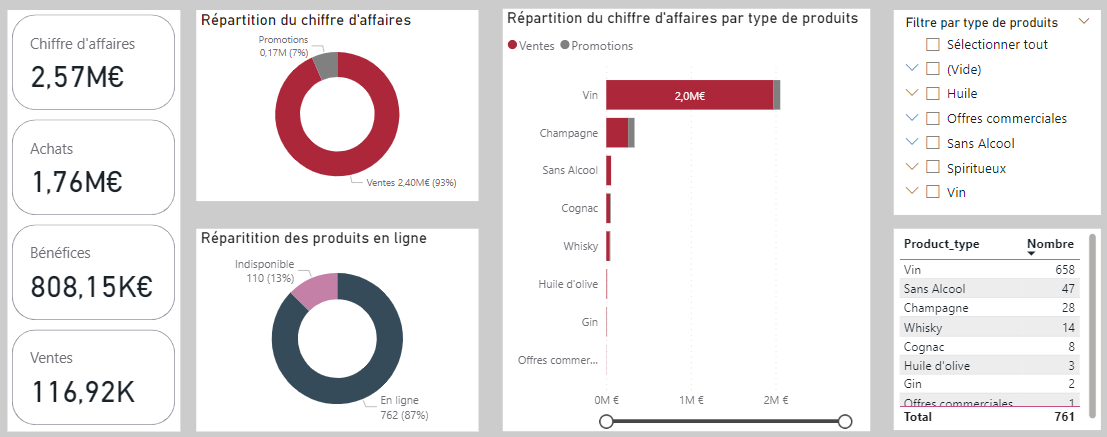 Chiffre d'affaires
2,57M€
Achats
1,76M€
Bénéfices
808,15K€
Ventes
116,92K
Répartition du chiffre d'affaires
Promotions
0,17M (7%)
Ventes 2,40M€ (93%)
Réparitition des produits en ligne
Indisponible
110 (13%)
En ligne
762 (87%)
Répartition du chiffre d'affaires par type de produits
Ventes Promotions
Vin
2,0M€
Champagne
Sans Alcool
Cognac
Whisky
Huile d'olive
Gin
Offres commer...
0M € 1M € 2M €
Filtre par type de produits
Sélectionner tout
(Vide)
Huile
Offres commerciales
Sans Alcool
Spiritueux
Vin
Product_type Nombre
Vin 658
Sans Alcool 47
Champagne 28
Whisky 14
Cognac 8
Huile d'olive 3
Gin 2
Offres commerciales 1
Total 761